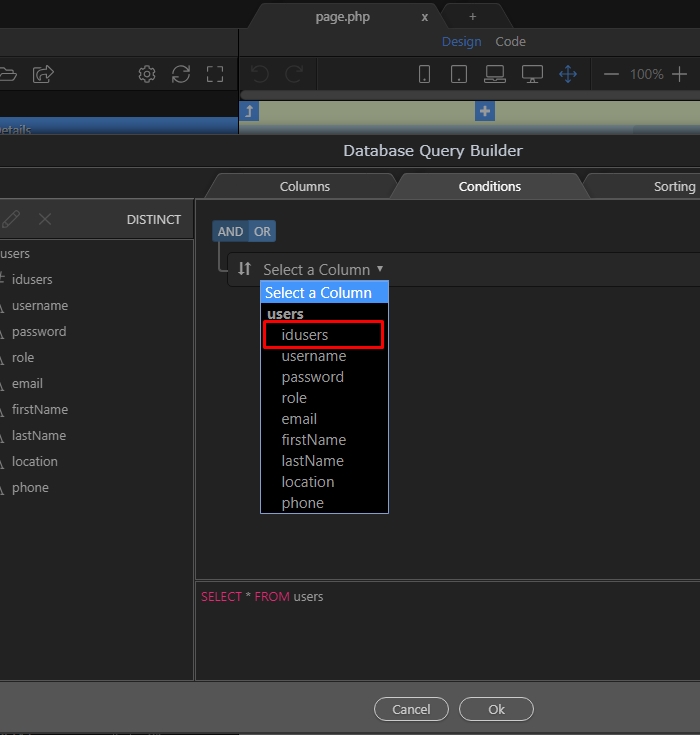 page.php x +
Design Code
100%
Details
Database Query Builder
Columns Conditions Sorting
DISTINCT
users
idusers
username
password
role
email
firstName
lastName
location
phone
AND OR
Select a Column
Select a Column
users
idusers
username
password
role
email
firstName
lastName
location
phone
SELECT * FROM users
Cancel Ok